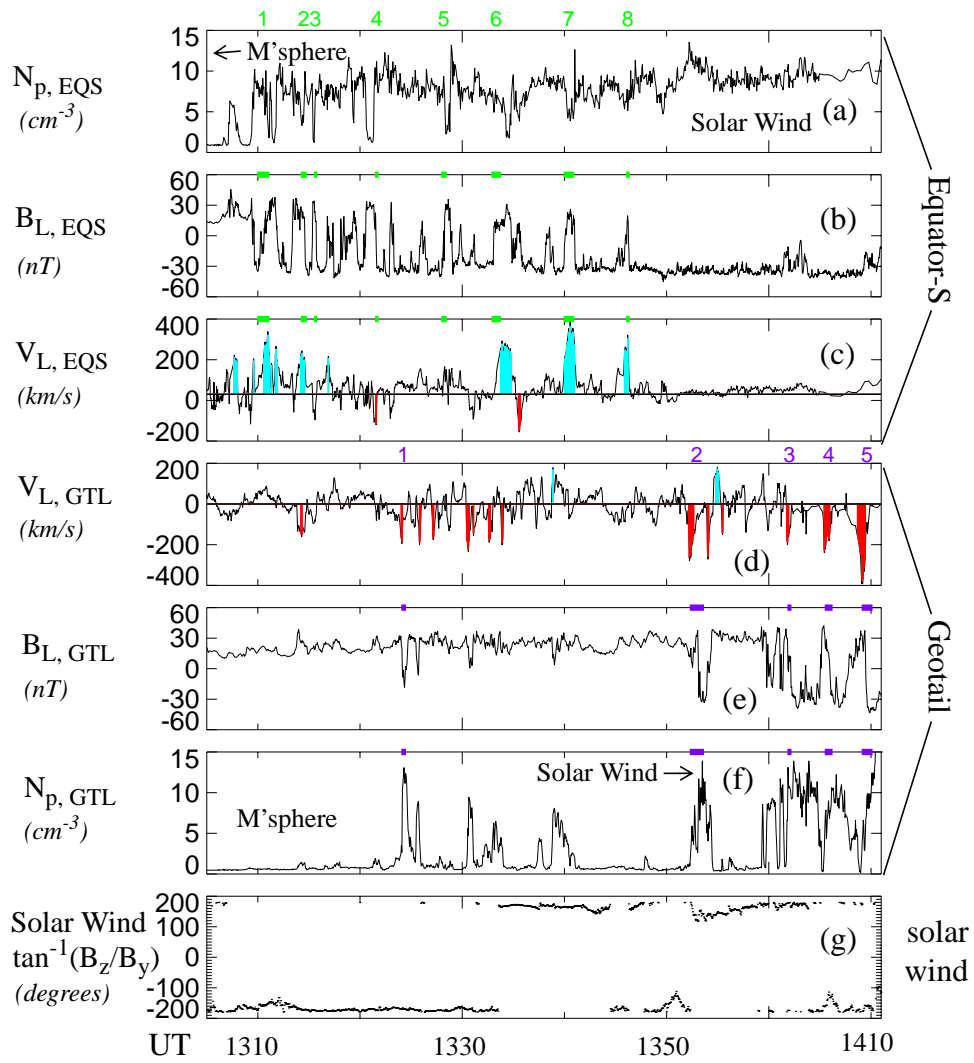 1 23 4 5 6 7 8
15
10
5
0
N_p, EQS
(cm^-3)
M'sphere
Solar Wind
(a)
60
30
0
-30
-60
B_L, EQS
(nT)
(b)
400
200
0
-200
V_L, EQS
(km/s)
(c)
Equator-S
1 2 3 4 5
200
0
-200
-400
V_L, GTL
(km/s)
(d)
60
30
0
-30
-60
B_L, GTL
(nT)
(e)
15
10
5
0
N_p, GTL
(cm^-3)
M'sphere
Solar Wind
(f)
Geotail
200
100
0
-100
-200
Solar Wind
tan^-1(B_z/B_y)
(degrees)
(g)
solar
wind
UT 1310 1330 1350 1410